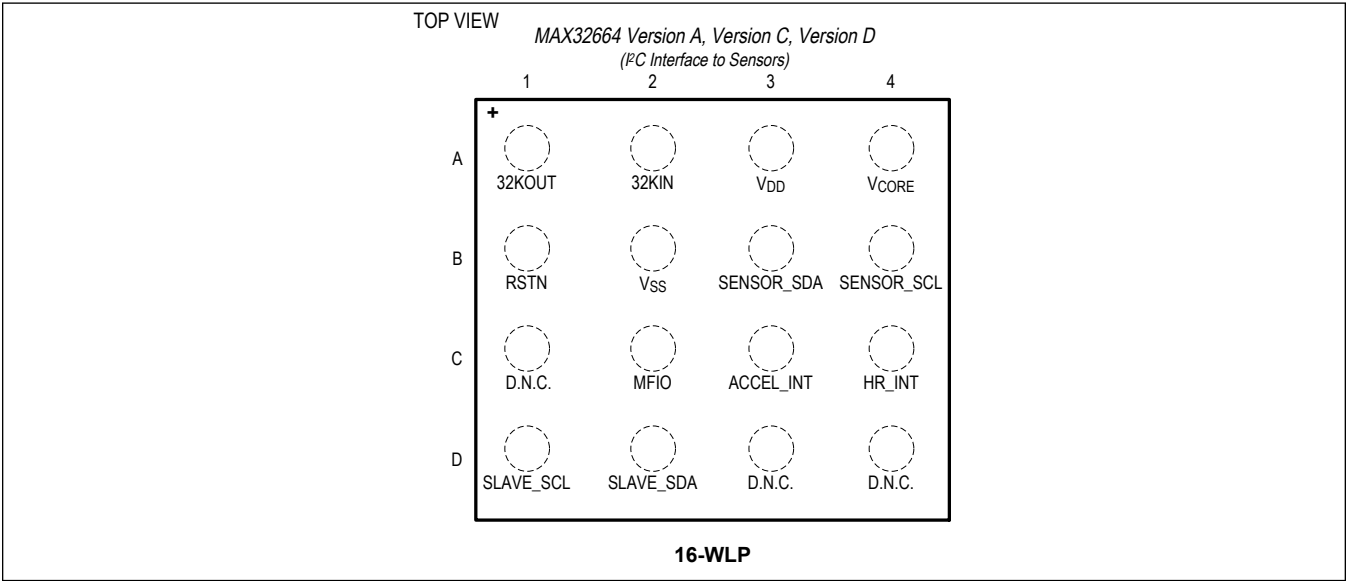 TOP VIEW
MAX32664 Version A, Version C, Version D
(I²C Interface to Sensors)
1 2 3 4
+
A
32KOUT 32KIN VDD VCORE
B
RSTN VSS SENSOR_SDA SENSOR_SCL
C
D.N.C. MFIO ACCEL_INT HR_INT
D
SLAVE_SCL SLAVE_SDA D.N.C. D.N.C.
16-WLP